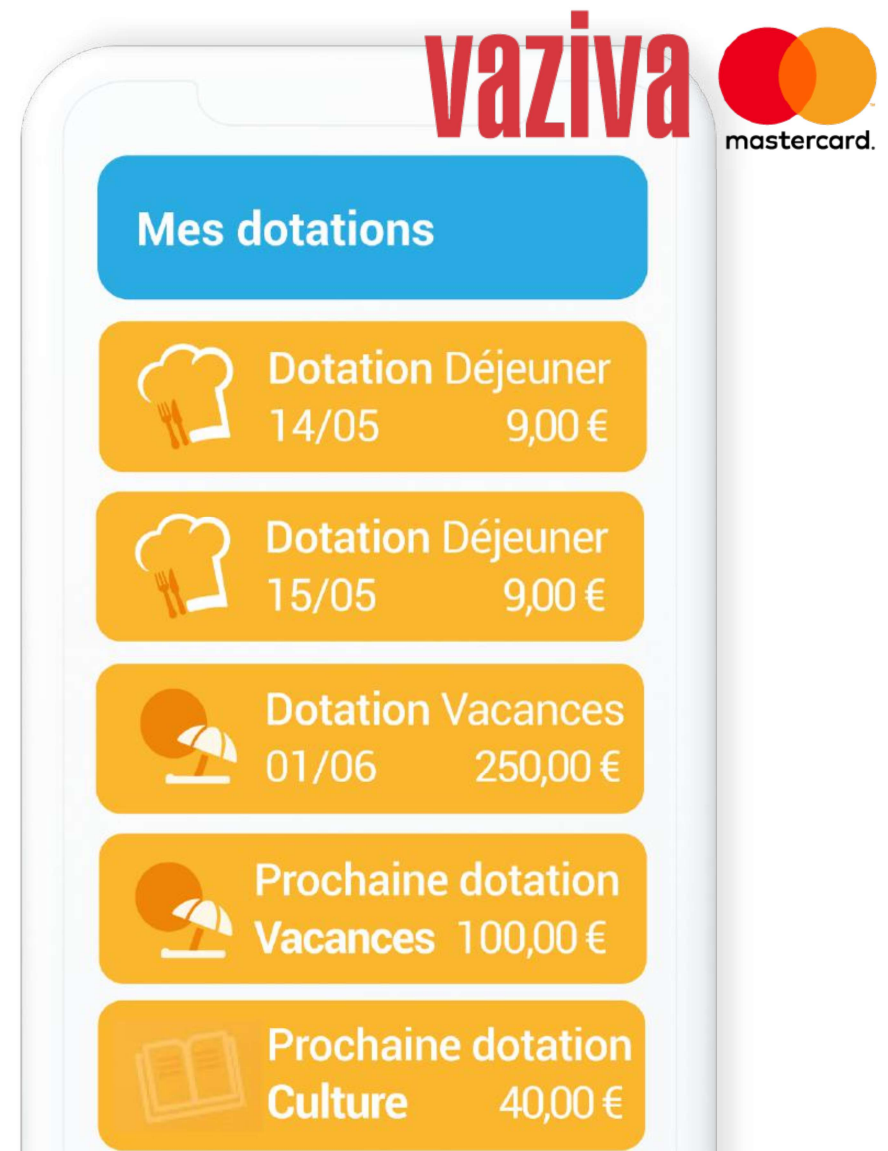 vaziva
mastercard.
Mes dotations
Dotation Déjeuner
14/05 9,00 €
Dotation Déjeuner
15/05 9,00 €
Dotation Vacances
01/06 250,00 €
Prochaine dotation
Vacances 100,00 €
Prochaine dotation
Culture 40,00 €